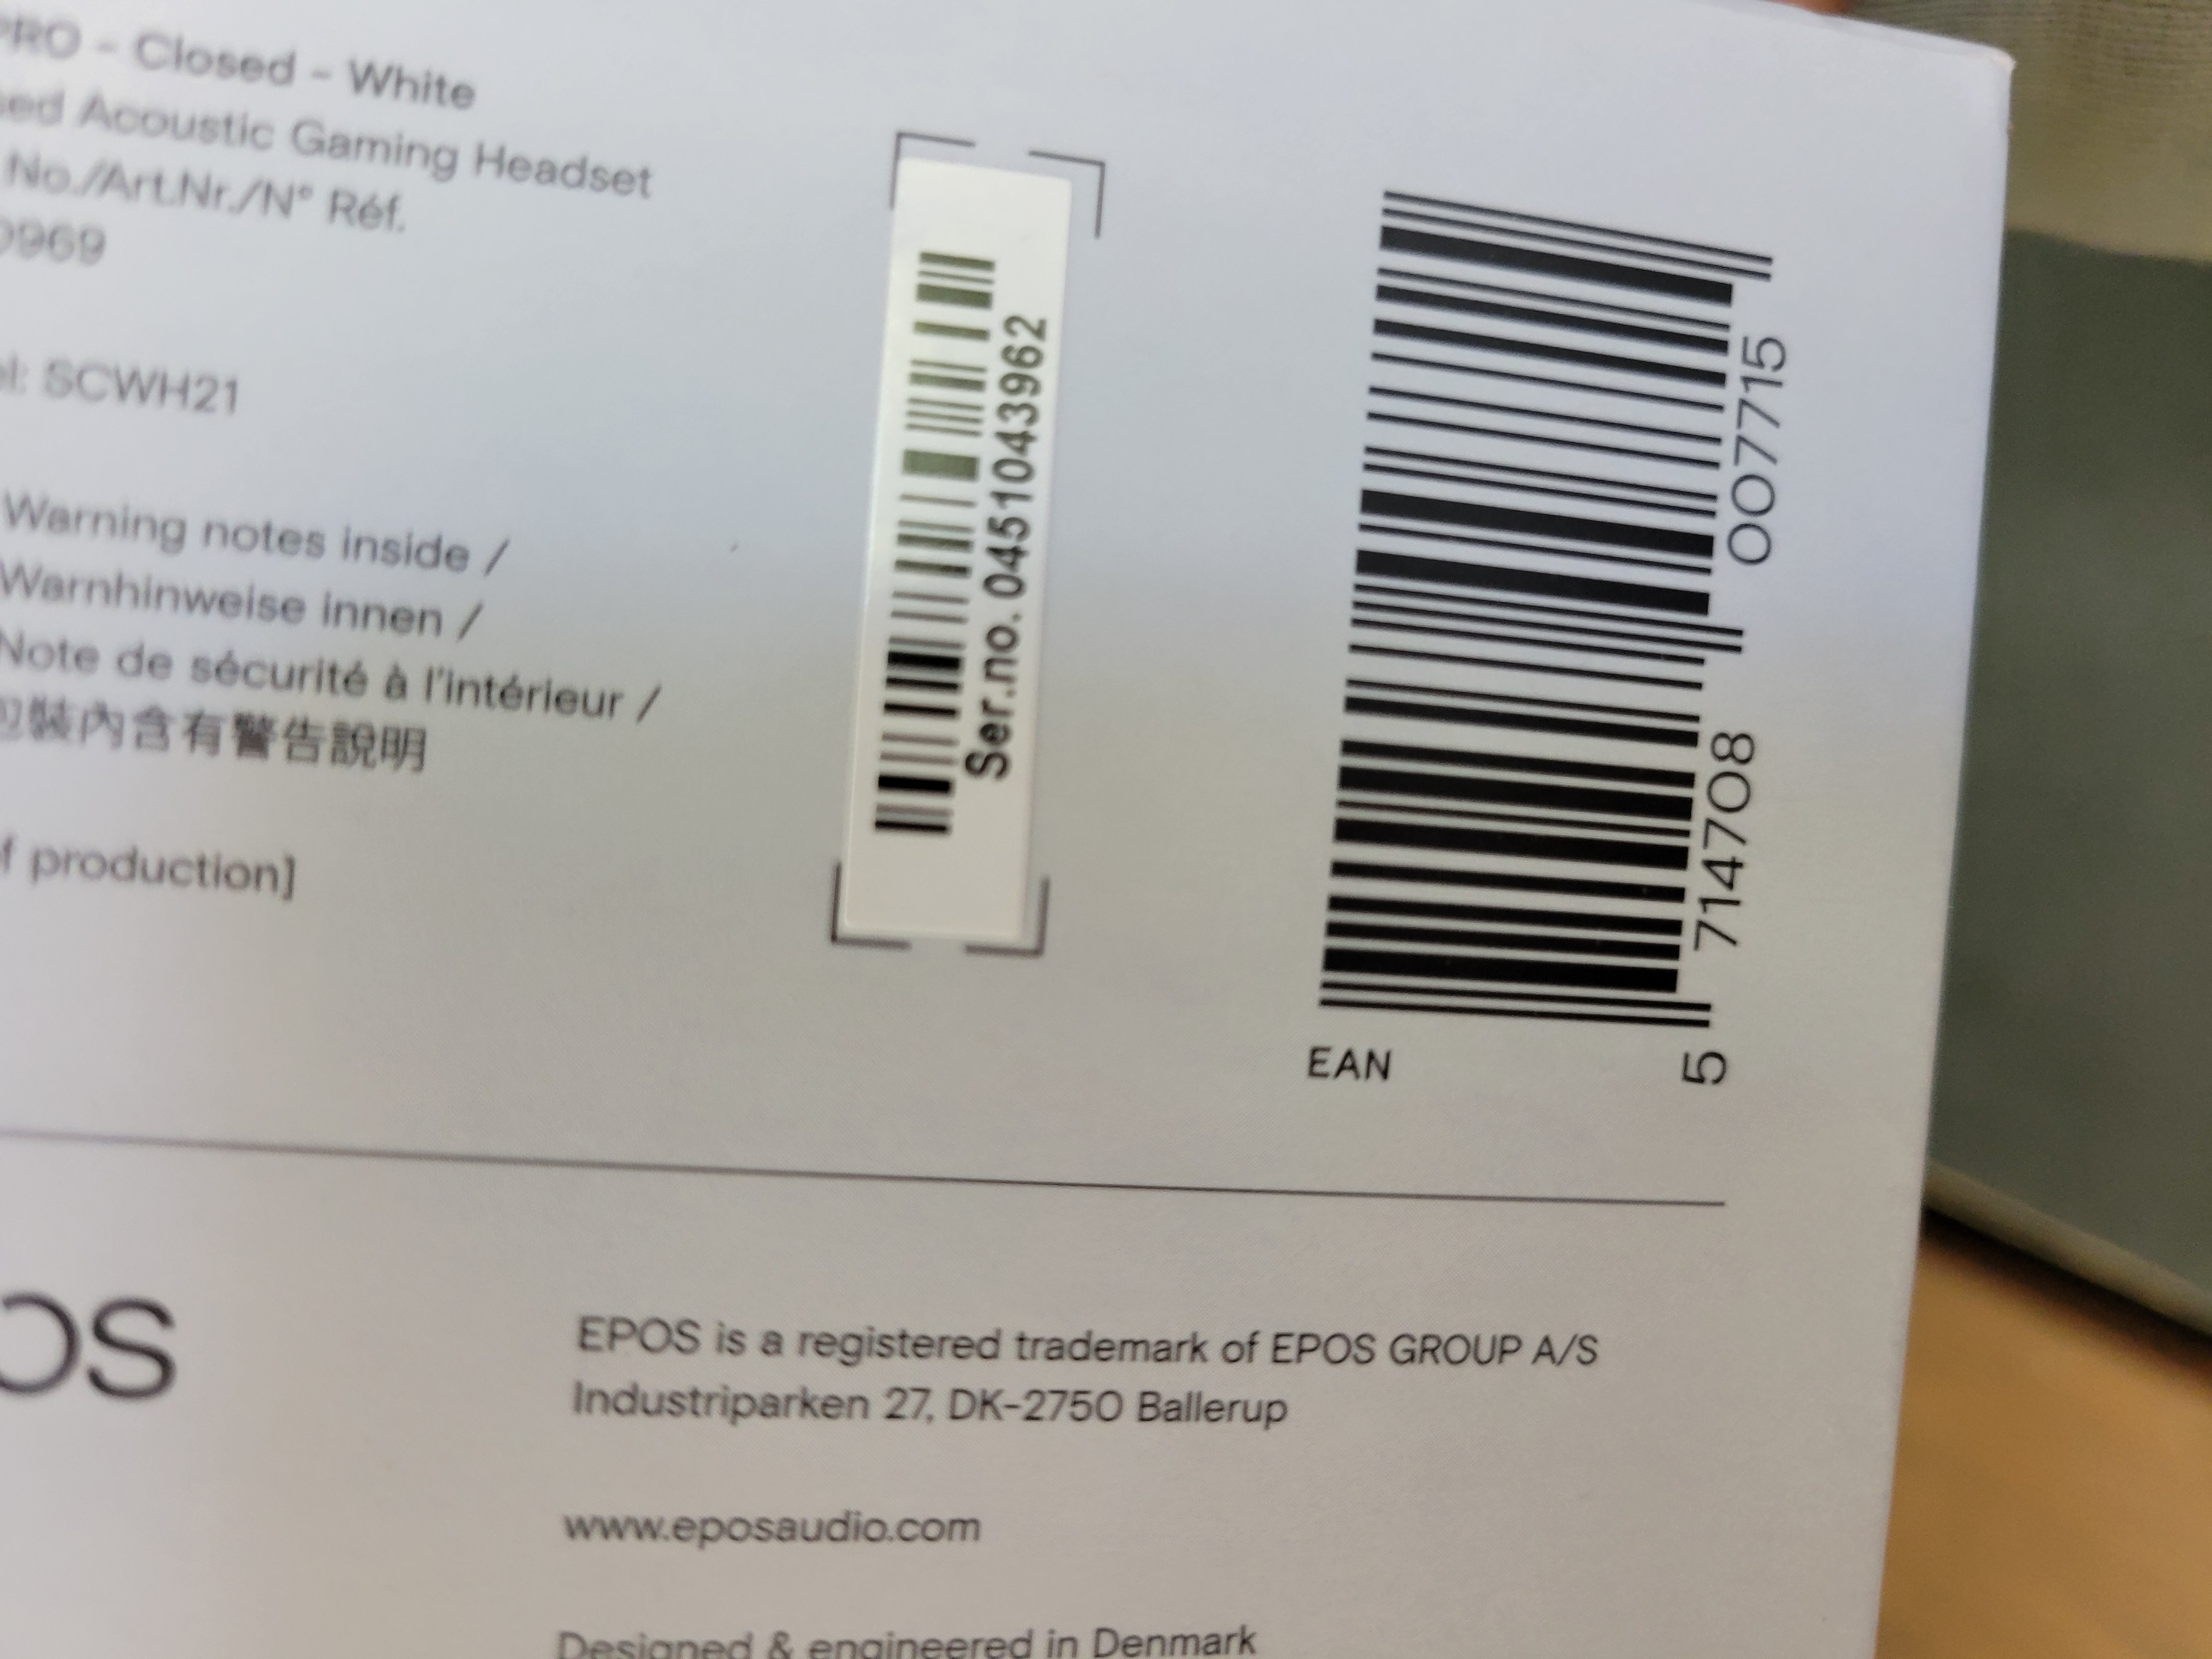 PRO - Closed - White
Acoustic Gaming Headset
No./Art.Nr./N° Réf.
0969
SCWH21
Warning notes inside /
Warnhinweise innen /
Note de sécurité à l'intérieur /
包裝內含有警告說明
production]
Ser.no. 0451043962
EAN
5 714708 007715
EPOS is a registered trademark of EPOS GROUP A/S
Industriparken 27, DK-2750 Ballerup
www.eposaudio.com
Designed & engineered in Denmark